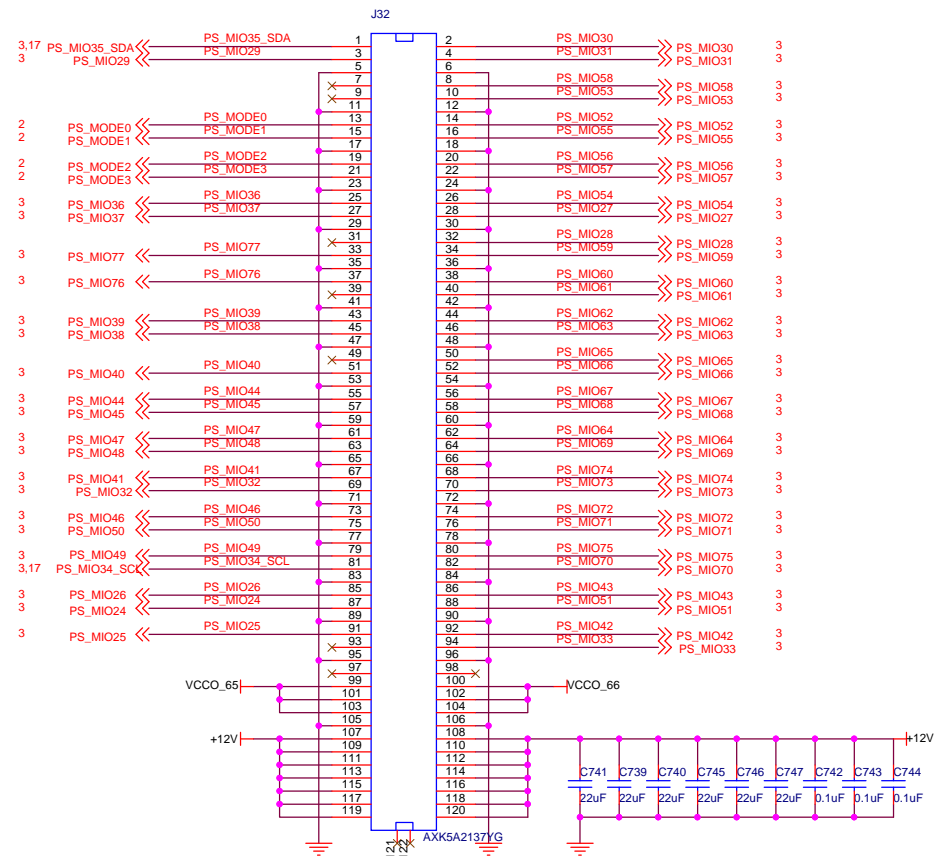 J32
3,17 PS_MIO35_SDA PS_MIO35_SDA 1 2 PS_MIO30 PS_MIO30 3
3 PS_MIO29 PS_MIO29 3 4 PS_MIO31 PS_MIO31 3
5 6
7 8 PS_MIO58 PS_MIO58 3
9 10 PS_MIO53 PS_MIO53 3
11 12
2 PS_MODE0 PS_MODE0 13 14 PS_MIO52 PS_MIO52 3
2 PS_MODE1 PS_MODE1 15 16 PS_MIO55 PS_MIO55 3
17 18
2 PS_MODE2 PS_MODE2 19 20 PS_MIO56 PS_MIO56 3
2 PS_MODE3 PS_MODE3 21 22 PS_MIO57 PS_MIO57 3
23 24
3 PS_MIO36 PS_MIO36 25 26 PS_MIO54 PS_MIO54 3
3 PS_MIO37 PS_MIO37 27 28 PS_MIO27 PS_MIO27 3
29 30
31 32 PS_MIO28 PS_MIO28 3
3 PS_MIO77 PS_MIO77 33 34 PS_MIO59 PS_MIO59 3
35 36
3 PS_MIO76 PS_MIO76 37 38 PS_MIO60 PS_MIO60 3
39 40 PS_MIO61 PS_MIO61 3
41 42
3 PS_MIO39 PS_MIO39 43 44 PS_MIO62 PS_MIO62 3
3 PS_MIO38 PS_MIO38 45 46 PS_MIO63 PS_MIO63 3
47 48
49 50 PS_MIO65 PS_MIO65 3
3 PS_MIO40 PS_MIO40 51 52 PS_MIO66 PS_MIO66 3
53 54
3 PS_MIO44 PS_MIO44 55 56 PS_MIO67 PS_MIO67 3
3 PS_MIO45 PS_MIO45 57 58 PS_MIO68 PS_MIO68 3
59 60
3 PS_MIO47 PS_MIO47 61 62 PS_MIO64 PS_MIO64 3
3 PS_MIO48 PS_MIO48 63 64 PS_MIO69 PS_MIO69 3
65 66
3 PS_MIO41 PS_MIO41 67 68 PS_MIO74 PS_MIO74 3
3 PS_MIO32 PS_MIO32 69 70 PS_MIO73 PS_MIO73 3
71 72
3 PS_MIO46 PS_MIO46 73 74 PS_MIO72 PS_MIO72 3
3 PS_MIO50 PS_MIO50 75 76 PS_MIO71 PS_MIO71 3
77 78
3 PS_MIO49 PS_MIO49 79 80 PS_MIO75 PS_MIO75 3
3,17 PS_MIO34_SCL PS_MIO34_SCL 81 82 PS_MIO70 PS_MIO70 3
83 84
3 PS_MIO26 PS_MIO26 85 86 PS_MIO43 PS_MIO43 3
3 PS_MIO24 PS_MIO24 87 88 PS_MIO51 PS_MIO51 3
89 90
3 PS_MIO25 PS_MIO25 91 92 PS_MIO42 PS_MIO42 3
93 94 PS_MIO33 PS_MIO33 3
95 96
97 98
VCCO_65 99 100 VCCO_66
101 102
103 104
105 106
+12V 107 108 +12V
109 110
111 112
113 114
115 116
117 118
119 120
C741 C739 C740 C745 C746 C747 C742 C743 C744
22uF 22uF 22uF 22uF 22uF 22uF 0.1uF 0.1uF 0.1uF
AXK5A2137YG